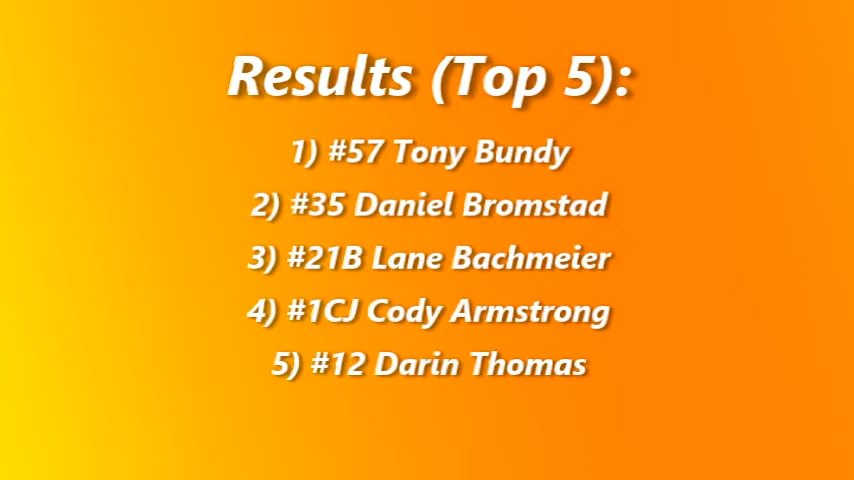 Results (Top 5):
1) #57 Tony Bundy
2) #35 Daniel Bromstad
3) #21B Lane Bachmeier
4) #1CJ Cody Armstrong
5) #12 Darin Thomas